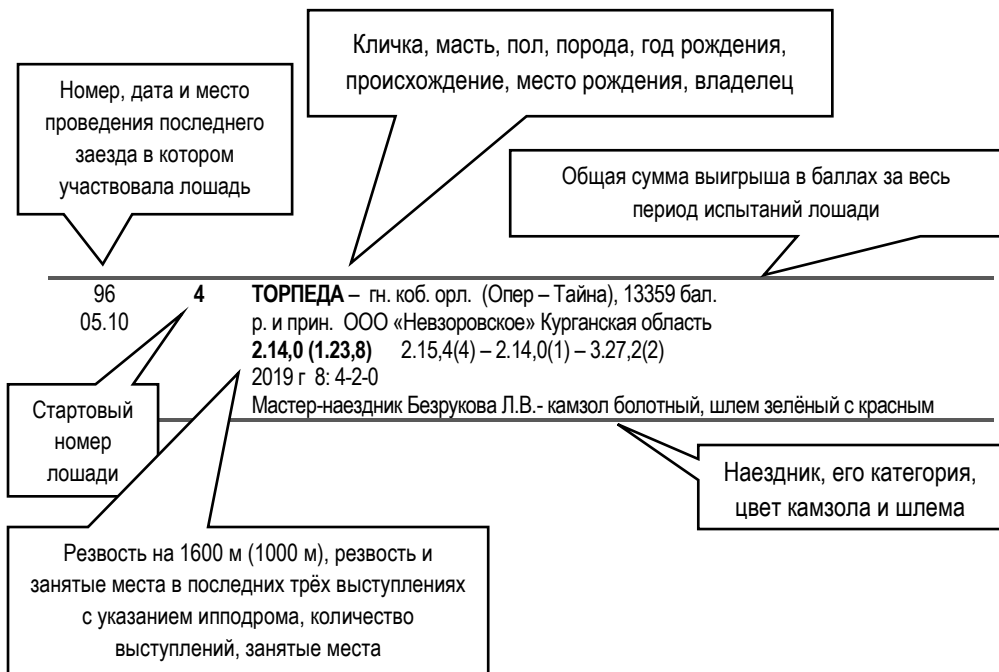 Кличка, масть, пол, порода, год рождения,
происхождение, место рождения, владелец
Номер, дата и место
проведения последнего
заезда в котором
участвовала лошадь
Общая сумма выигрыша в баллах за весь
период испытаний лошади
96 4 ТОРПЕДА – гн. коб. орл. (Опер – Тайна), 13359 бал.
05.10 р. и прин. ООО «Невзоровское» Курганская область
2.14,0 (1.23,8) 2.15,4(4) – 2.14,0(1) – 3.27,2(2)
2019 г 8: 4-2-0
Мастер-наездник Безрукова Л.В.- камзол болотный, шлем зелёный с красным
Стартовый
номер
лошади
Наездник, его категория,
цвет камзола и шлема
Резвость на 1600 м (1000 м), резвость и
занятые места в последних трёх выступлениях
с указанием ипподрома, количество
выступлений, занятые места